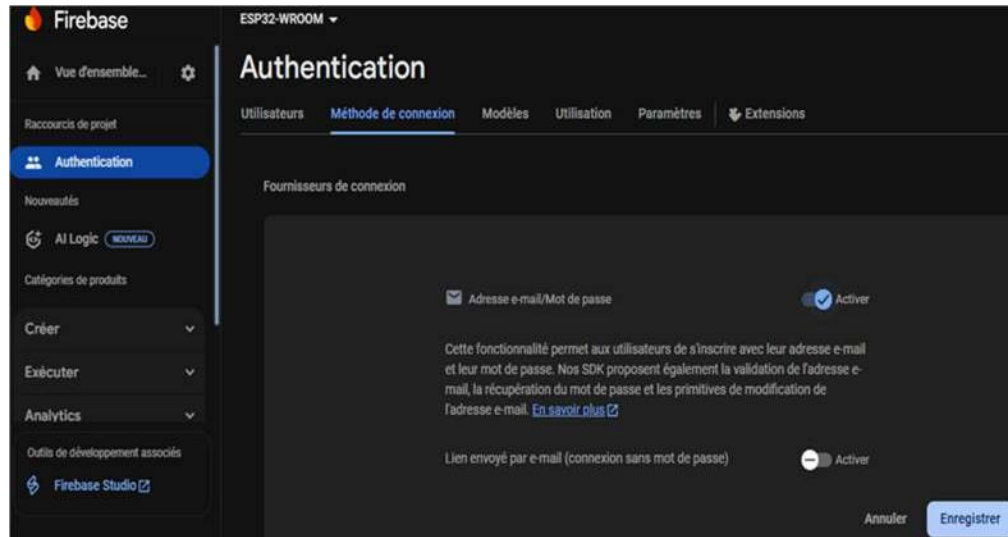 Firebase
Vue d'ensemble...
Raccourcis de projet
Authentication
Nouveautés
AI Logic NOUVEAU
Catégories de produits
Créer
Exécuter
Analytics
Outils de développement associés
Firebase Studio
ESP32-WROOM
Authentication
Utilisateurs Méthode de connexion Modèles Utilisation Paramètres Extensions
Fournisseurs de connexion
Adresse e-mail/Mot de passe Activer
Cette fonctionnalité permet aux utilisateurs de s'inscrire avec leur adresse e-mail
et leur mot de passe. Nos SDK proposent également la validation de l'adresse e-
mail, la récupération du mot de passe et les primitives de modification de
l'adresse e-mail. En savoir plus
Lien envoyé par e-mail (connexion sans mot de passe) Activer
Annuler Enregistrer